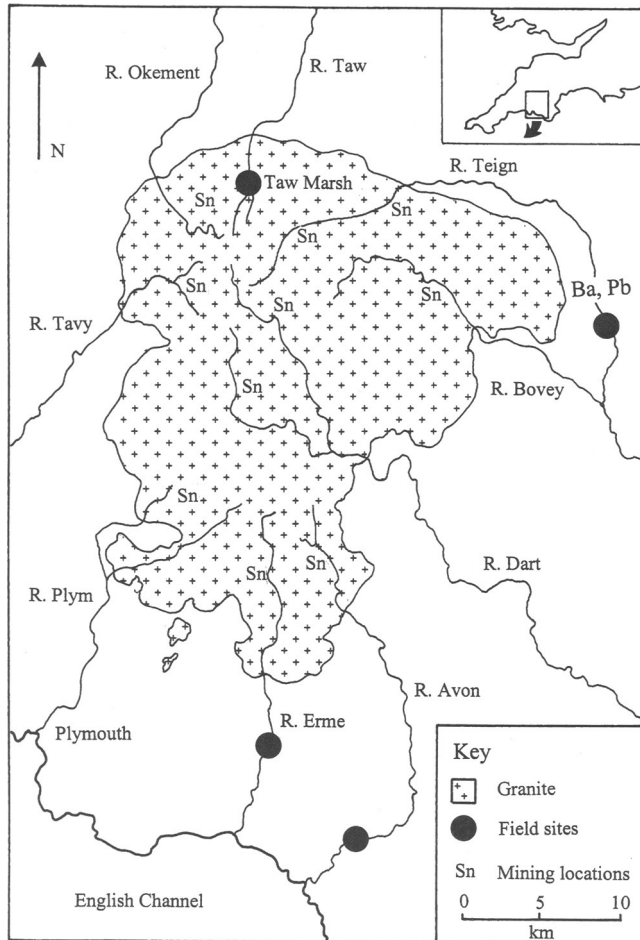 R. Okement
R. Taw
N
R. Teign
Sn
Taw Marsh
Sn
Sn
Sn
Sn
Sn
Ba, Pb
R. Tavy
R. Bovey
Sn
Sn
R. Dart
Sn
Sn
R. Plym
R. Avon
R. Erme
Plymouth
Key
Granite
Field sites
Sn Mining locations
English Channel
0 5 10
km